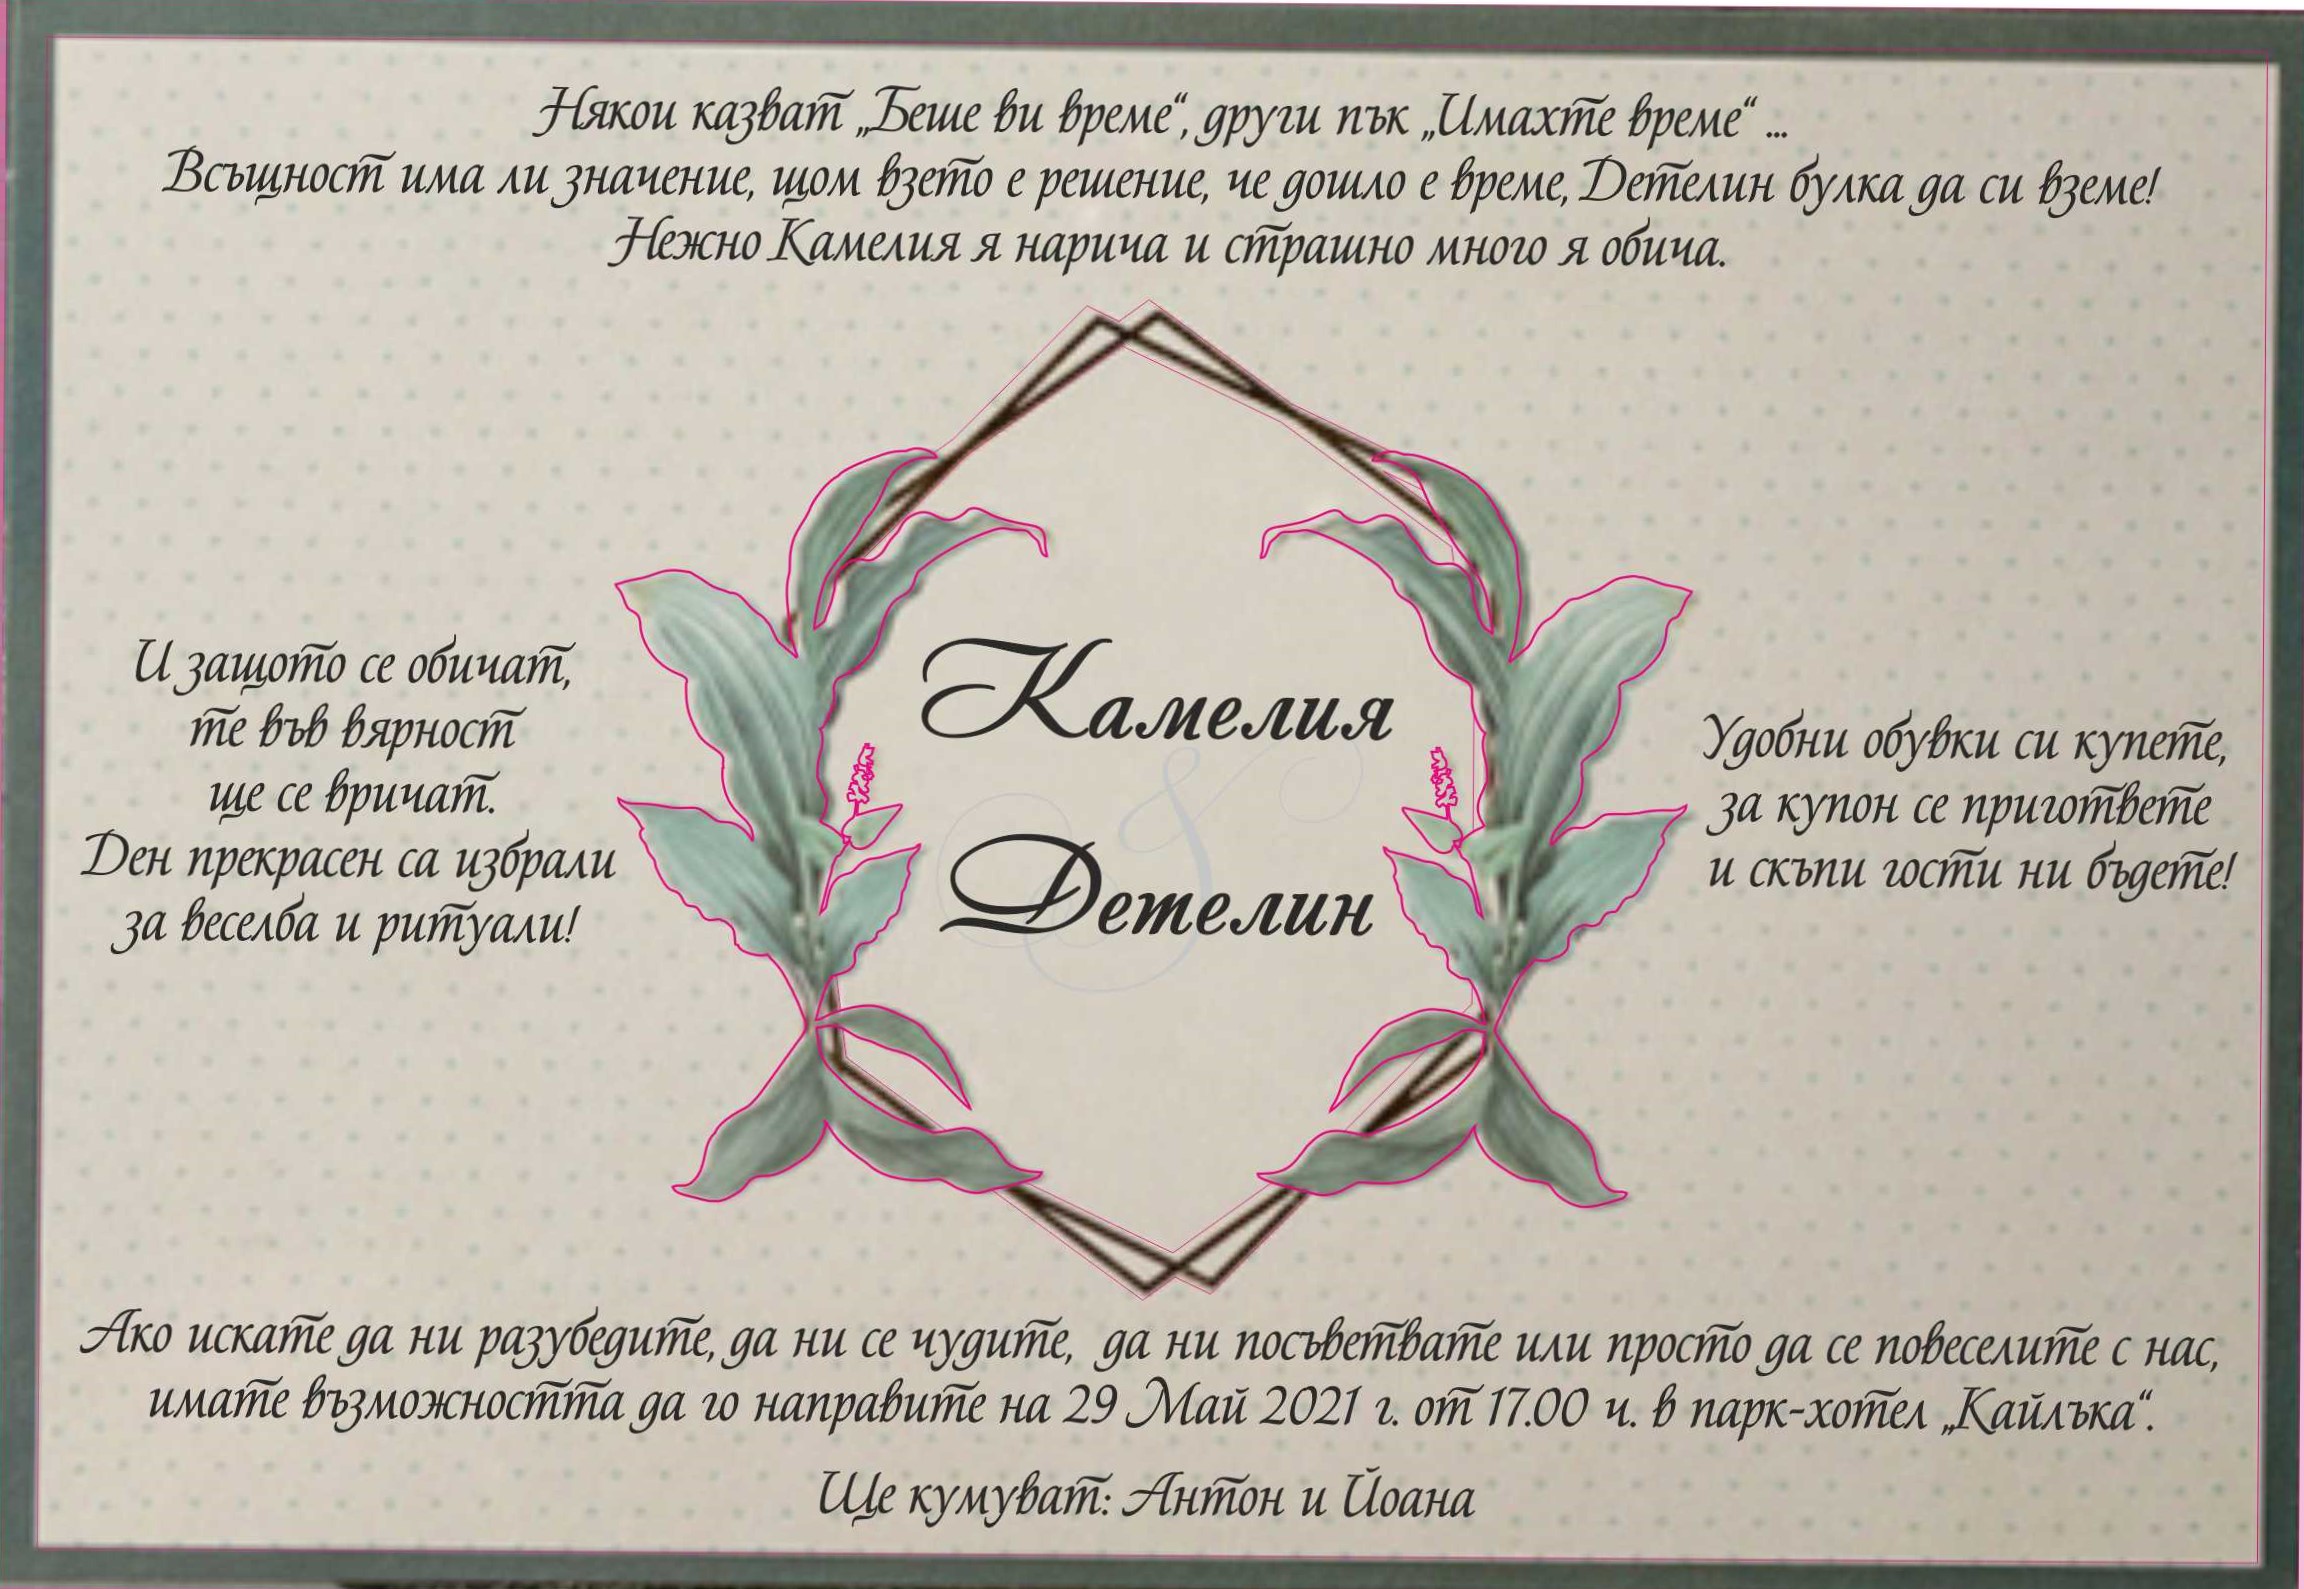 Някои казват „Беше ви време“, други пък „Имахте време“ ...
Всъщност има ли значение, щом взето е решение, че дошло е време, Детелин булка да си вземе!
Нежно Камелия я нарича и страшно много я обича.
И защото се обичат,
те във вярност
ще се вричат.
Ден прекрасен са избрали
за веселба и ритуали!
Камелия
&
Детелин
Удобни обувки си купете,
за купон се пригответе
и скъпи гости ни бъдете!
Ако искате да ни разубедите, да ни се чудите, да ни посъветвате или просто да се повеселите с нас,
имате възможността да го направите на 29 Май 2021 г. от 17.00 ч. в парк-хотел „Кайлъка“.
Ще кумуват: Антон и Йоана